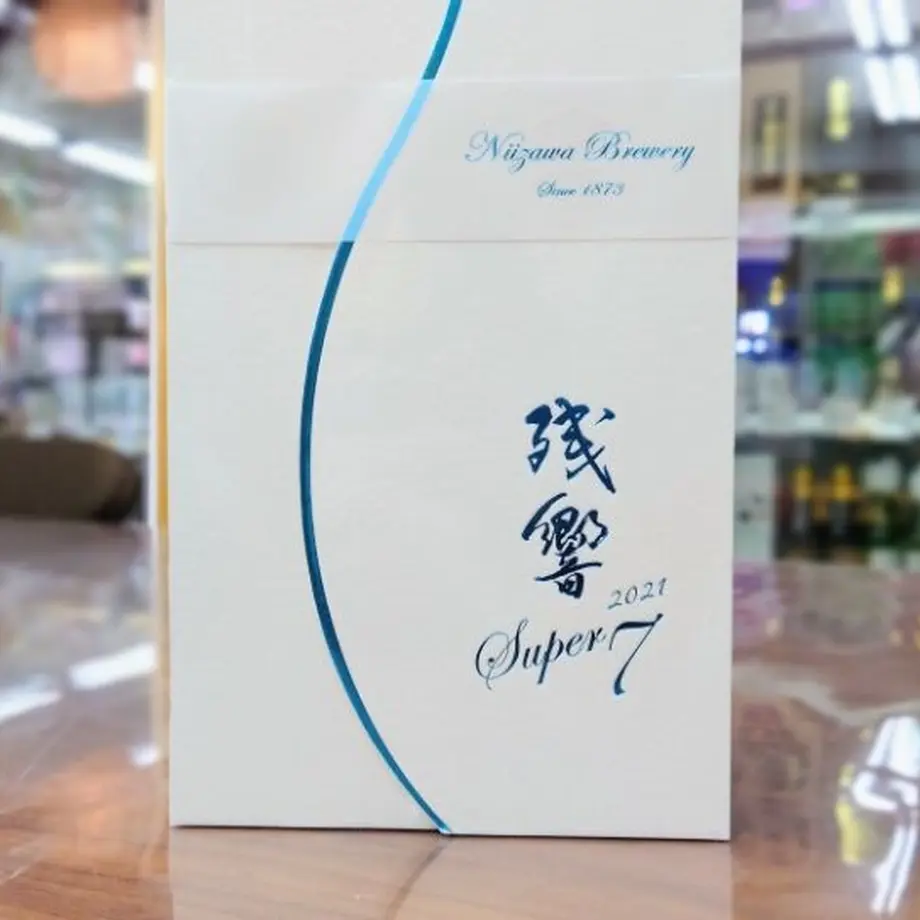 Niizawa Brewery
Since 1873
残響
2021
Super 7